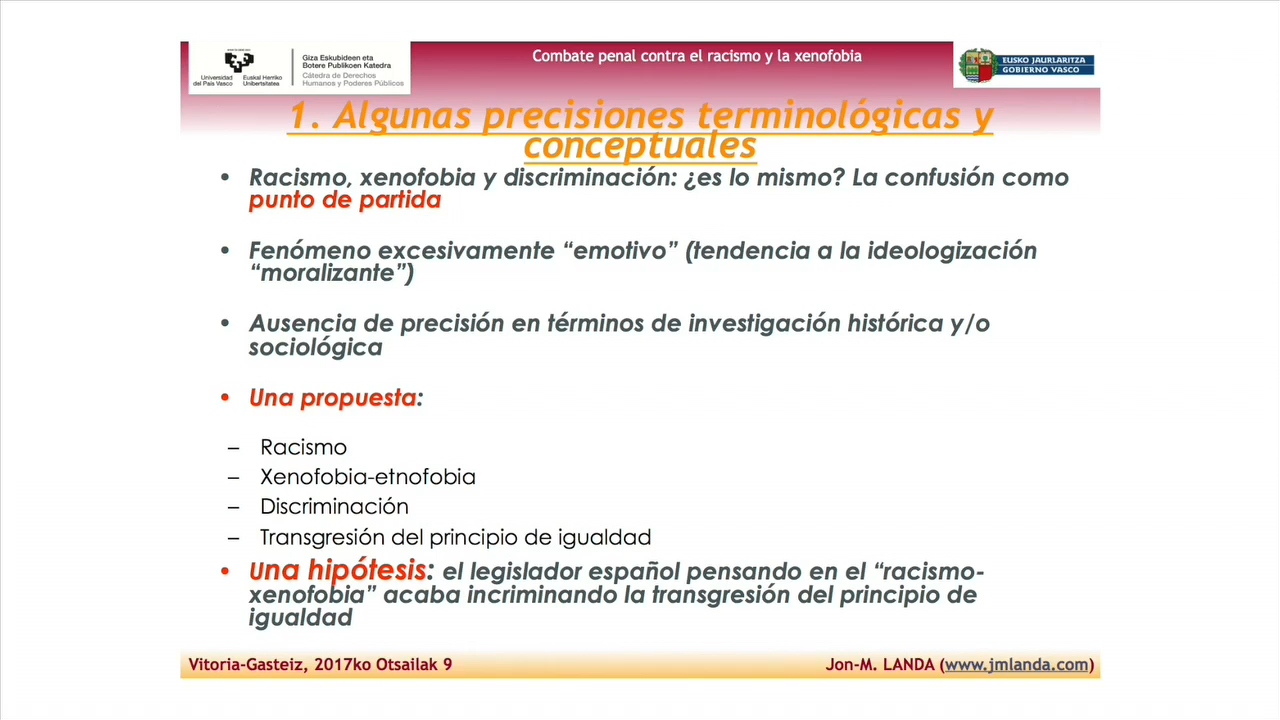 Universidad del País Vasco
Euskal Herriko Unibertsitatea
Giza Eskubideen eta
Botere Publikoen Katedra
Cátedra de Derechos
Humanos y Poderes Públicos
Combate penal contra el racismo y la xenofobia
EUSKO JAURLARITZA
GOBIERNO VASCO
1. Algunas precisiones terminológicas y
conceptuales
• Racismo, xenofobia y discriminación: ¿es lo mismo? La confusión como
punto de partida
• Fenómeno excesivamente “emotivo” (tendencia a la ideologización
“moralizante”)
• Ausencia de precisión en términos de investigación histórica y/o
sociológica
• Una propuesta:
– Racismo
– Xenofobia-etnofobia
– Discriminación
– Transgresión del principio de igualdad
• Una hipótesis: el legislador español pensando en el “racismo-
xenofobia” acaba incriminando la transgresión del principio de
igualdad
Vitoria-Gasteiz, 2017ko Otsailak 9
Jon-M. LANDA (www.jmlanda.com)